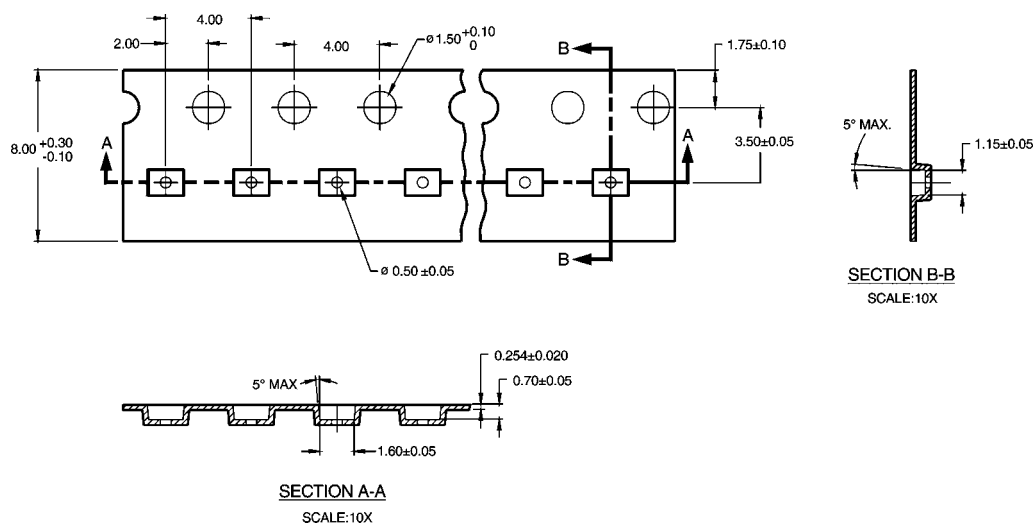 4.00
2.00
4.00
ø1.50 +0.10
0
B
1.75±0.10
8.00 +0.30
-0.10
A
A
3.50±0.05
5° MAX.
1.15±0.05
B
ø 0.50 ±0.05
SECTION B-B
SCALE:10X
0.254±0.020
5° MAX
0.70±0.05
1.60±0.05
SECTION A-A
SCALE:10X